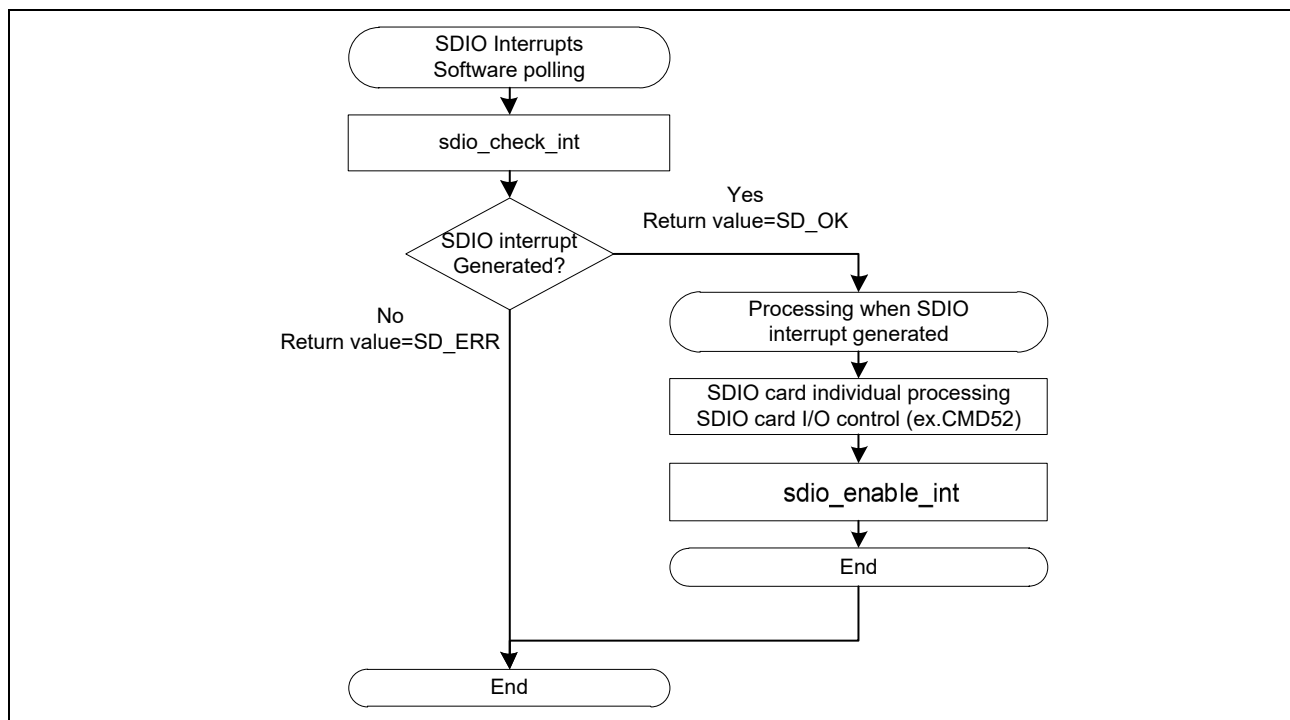 SDIO Interrupts
Software polling
sdio_check_int
SDIO interrupt
Generated?
Yes
Return value=SD_OK
No
Return value=SD_ERR
Processing when SDIO
interrupt generated
SDIO card individual processing
SDIO card I/O control (ex.CMD52)
sdio_enable_int
End
End